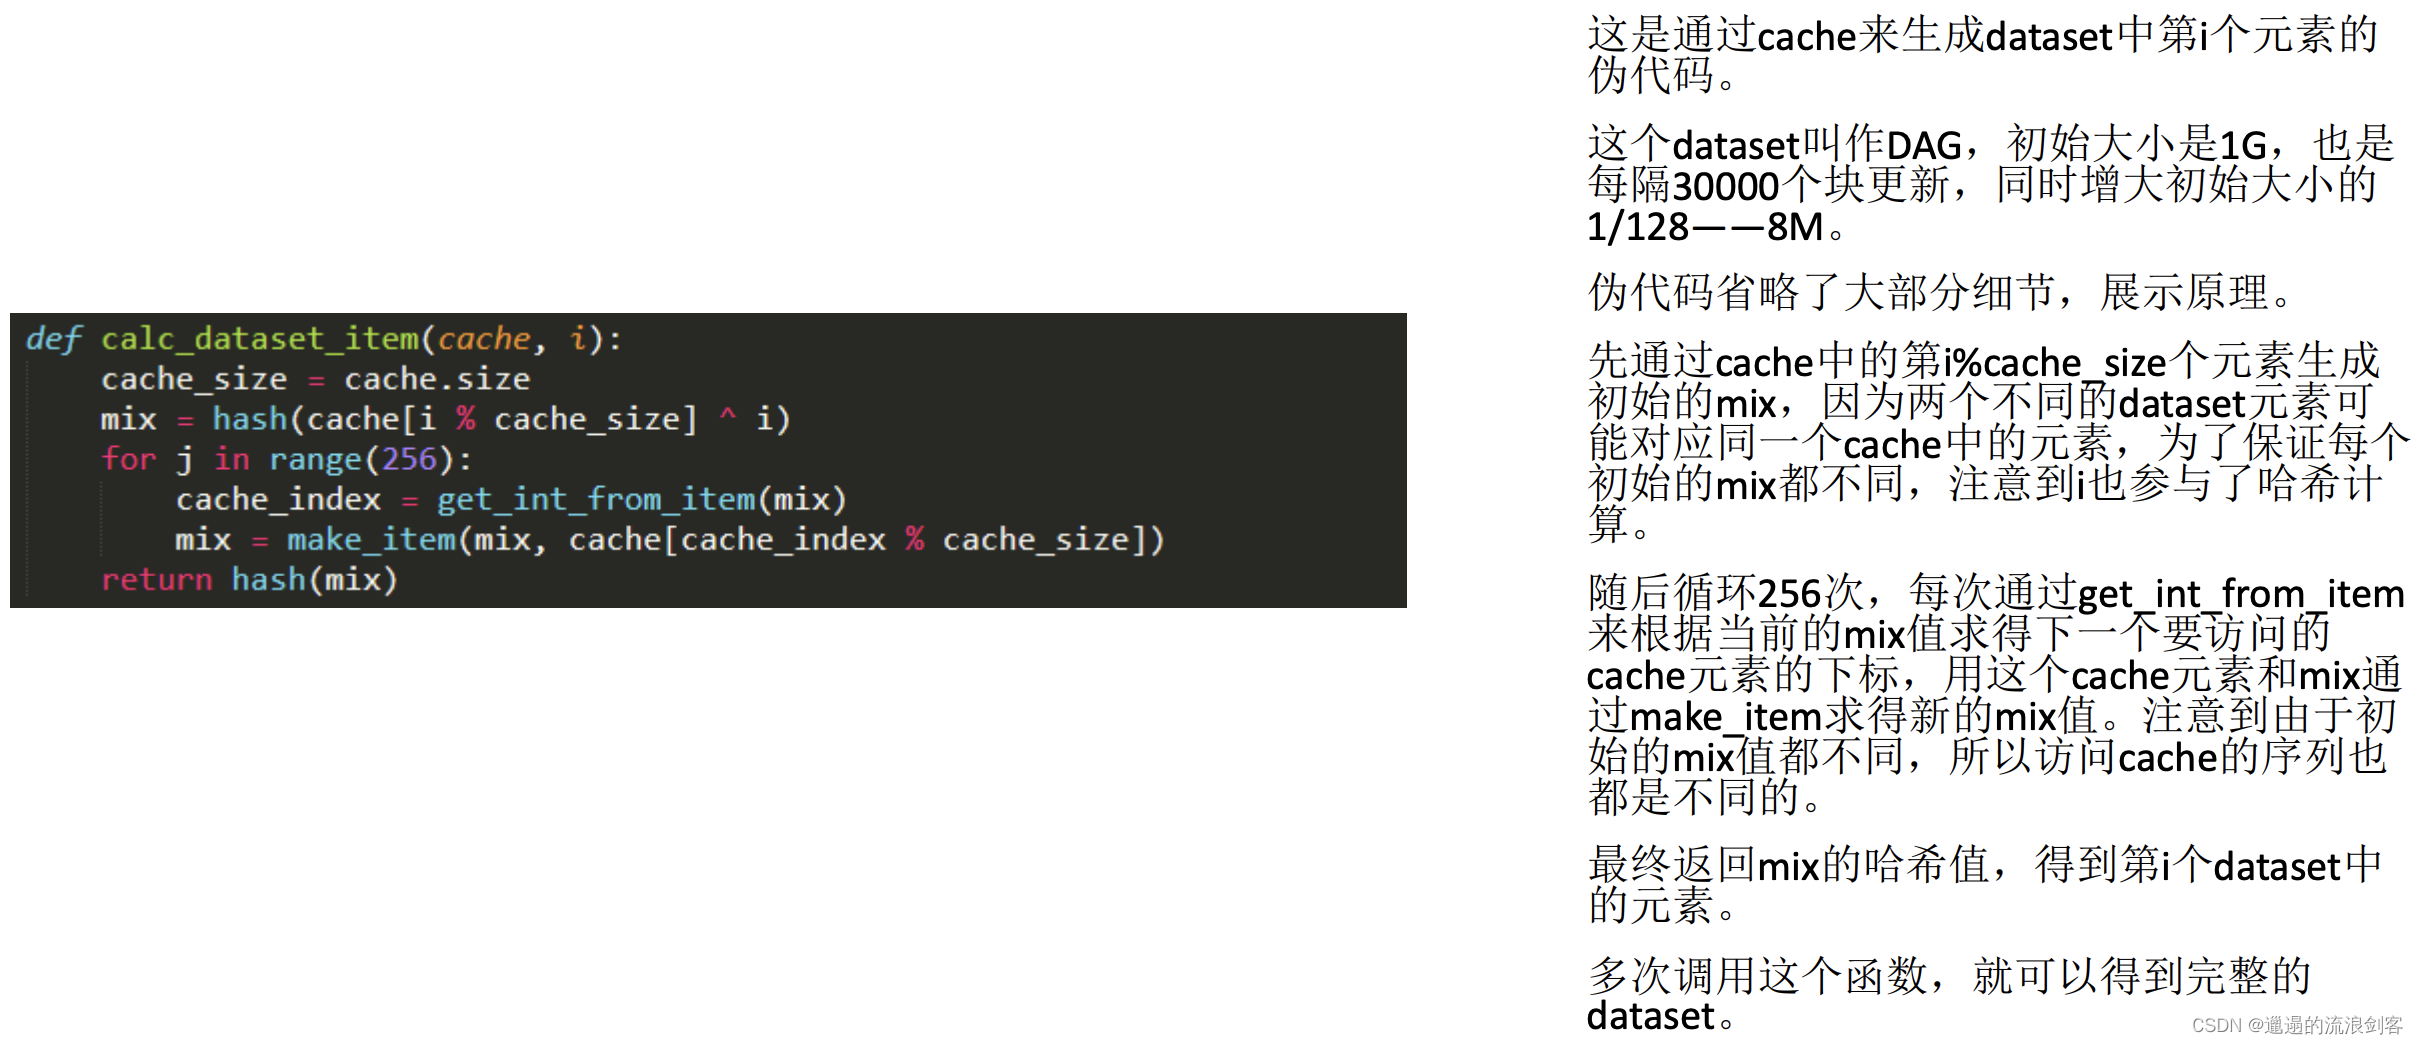 def calc_dataset_item(cache, i):
    cache_size = cache.size
    mix = hash(cache[i % cache_size] ^ i)
    for j in range(256):
        cache_index = get_int_from_item(mix)
        mix = make_item(mix, cache[cache_index % cache_size])
    return hash(mix)
这是通过cache来生成dataset中第i个元素的
伪代码。
这个dataset叫作DAG，初始大小是1G，也是
每隔30000个块更新，同时增大初始大小的
1/128——8M。
伪代码省略了大部分细节，展示原理。
先通过cache中的第i%cache_size个元素生成
初始的mix，因为两个不同的dataset元素可
能对应同一个cache中的元素，为了保证每个
初始的mix都不同，注意到i也参与了哈希计
算。
随后循环256次，每次通过get_int_from_item
来根据当前的mix值求得下一个要访问的
cache元素的下标，用这个cache元素和mix通
过make_item求得新的mix值。注意到由于初
始的mix值都不同，所以访问cache的序列也
都是不同的。
最终返回mix的哈希值，得到第i个dataset中
的元素。
多次调用这个函数，就可以得到完整的
dataset。
CSDN @邋遢的流浪剑客